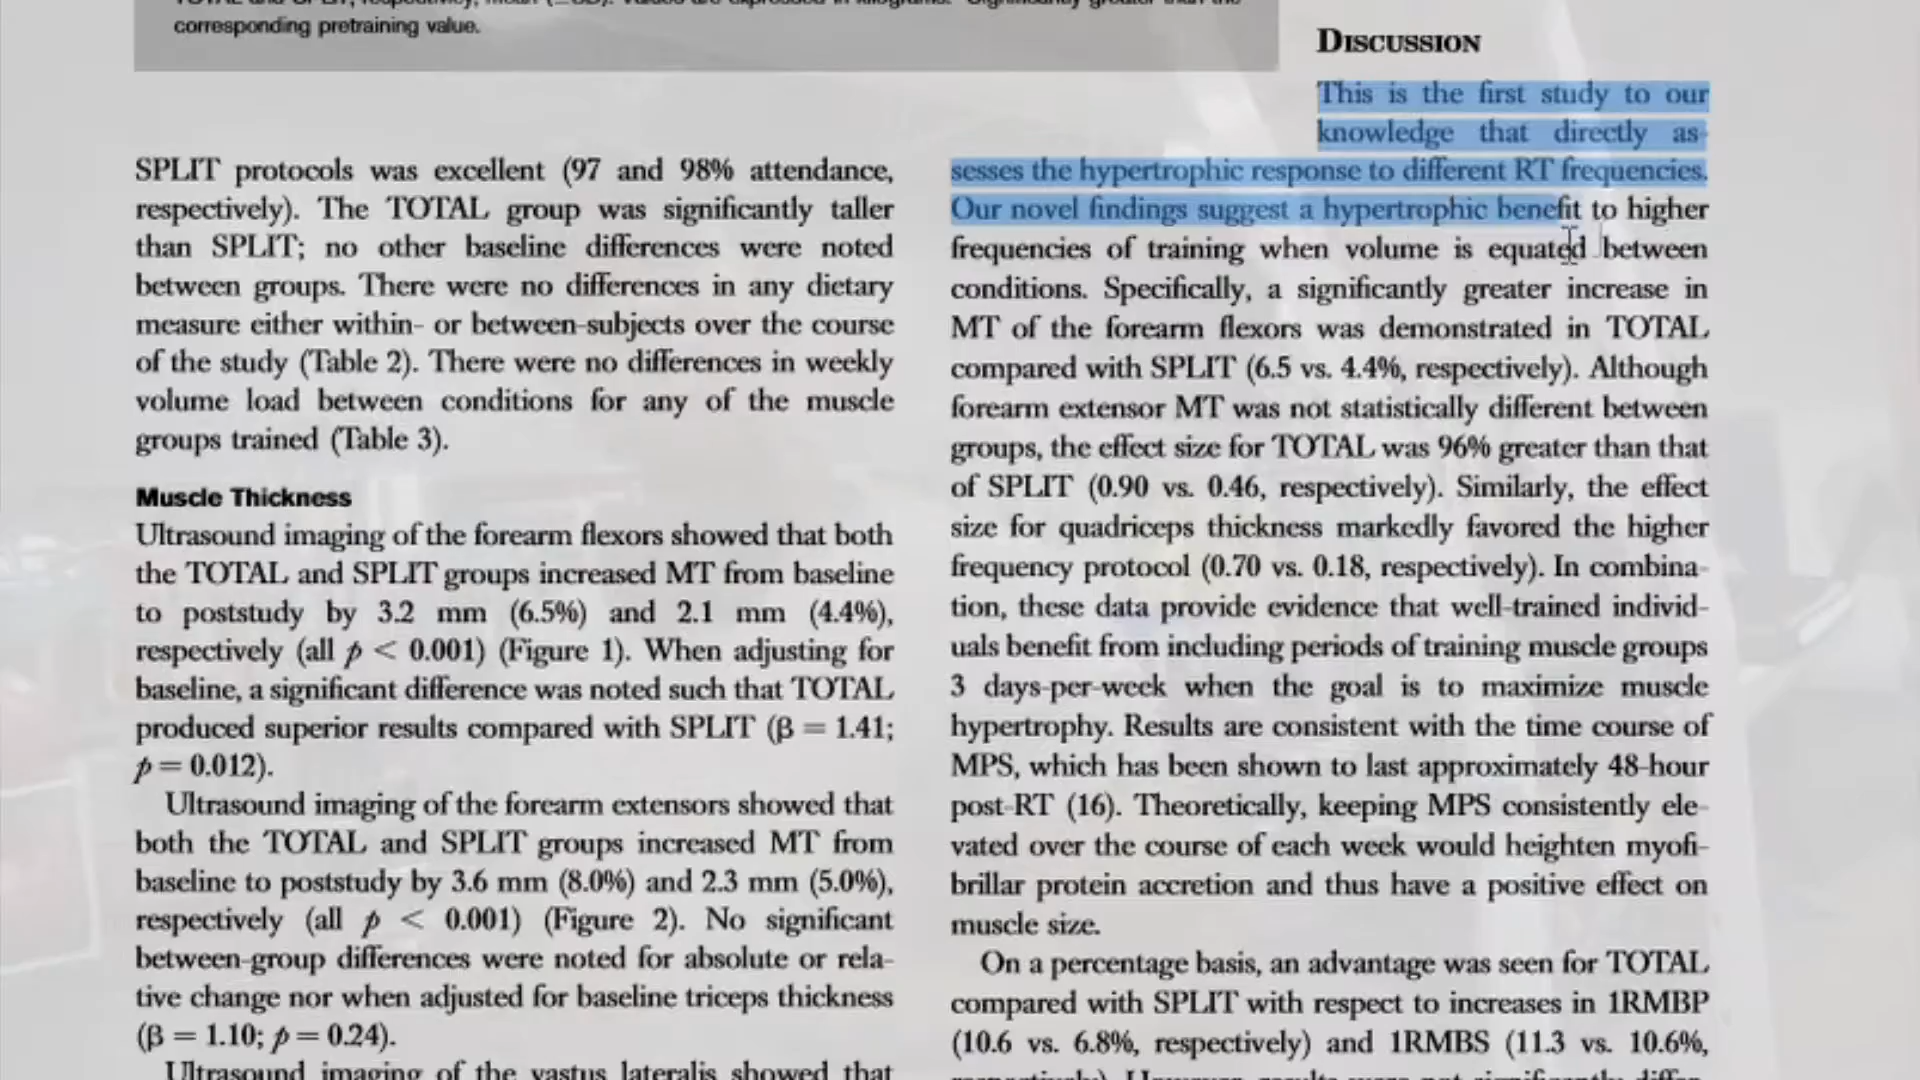 corresponding pretraining value.
SPLIT protocols was excellent (97 and 98% attendance,
respectively). The TOTAL group was significantly taller
than SPLIT; no other baseline differences were noted
between groups. There were no differences in any dietary
measure either within- or between-subjects over the course
of the study (Table 2). There were no differences in weekly
volume load between conditions for any of the muscle
groups trained (Table 3).
Muscle Thickness
Ultrasound imaging of the forearm flexors showed that both
the TOTAL and SPLIT groups increased MT from baseline
to poststudy by 3.2 mm (6.5%) and 2.1 mm (4.4%),
respectively (all p < 0.001) (Figure 1). When adjusting for
baseline, a significant difference was noted such that TOTAL
produced superior results compared with SPLIT (β = 1.41;
p = 0.012).
Ultrasound imaging of the forearm extensors showed that
both the TOTAL and SPLIT groups increased MT from
baseline to poststudy by 3.6 mm (8.0%) and 2.3 mm (5.0%),
respectively (all p < 0.001) (Figure 2). No significant
between-group differences were noted for absolute or rela-
tive change nor when adjusted for baseline triceps thickness
(β = 1.10; p = 0.24).
Ultrasound imaging of the vastus lateralis showed that
DISCUSSION
This is the first study to our
knowledge that directly as-
sesses the hypertrophic response to different RT frequencies.
Our novel findings suggest a hypertrophic benefit to higher
frequencies of training when volume is equated between
conditions. Specifically, a significantly greater increase in
MT of the forearm flexors was demonstrated in TOTAL
compared with SPLIT (6.5 vs. 4.4%, respectively). Although
forearm extensor MT was not statistically different between
groups, the effect size for TOTAL was 96% greater than that
of SPLIT (0.90 vs. 0.46, respectively). Similarly, the effect
size for quadriceps thickness markedly favored the higher
frequency protocol (0.70 vs. 0.18, respectively). In combina-
tion, these data provide evidence that well-trained individ-
uals benefit from including periods of training muscle groups
3 days-per-week when the goal is to maximize muscle
hypertrophy. Results are consistent with the time course of
MPS, which has been shown to last approximately 48-hour
post-RT (16). Theoretically, keeping MPS consistently ele-
vated over the course of each week would heighten myofi-
brillar protein accretion and thus have a positive effect on
muscle size.
On a percentage basis, an advantage was seen for TOTAL
compared with SPLIT with respect to increases in 1RMBP
(10.6 vs. 6.8%, respectively) and 1RMBS (11.3 vs. 10.6%,